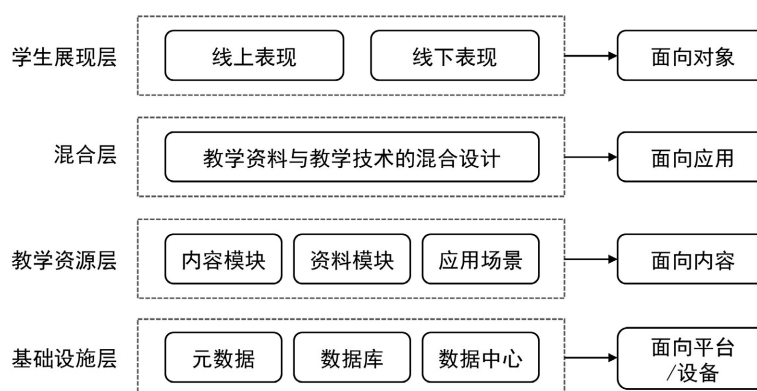 学生展现层 线上表现 线下表现 面向对象
混合层 教学资料与教学技术的混合设计 面向应用
教学资源层 内容模块 资料模块 应用场景 面向内容
基础设施层 元数据 数据库 数据中心 面向平台
/设备